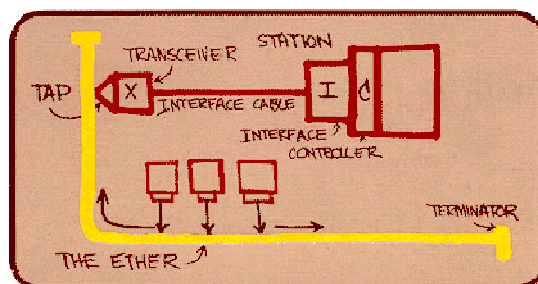 STATION
TRANSCEIVER
TAP
X
I
C
INTERFACE CABLE
INTERFACE
CONTROLLER
TERMINATOR
THE ETHER